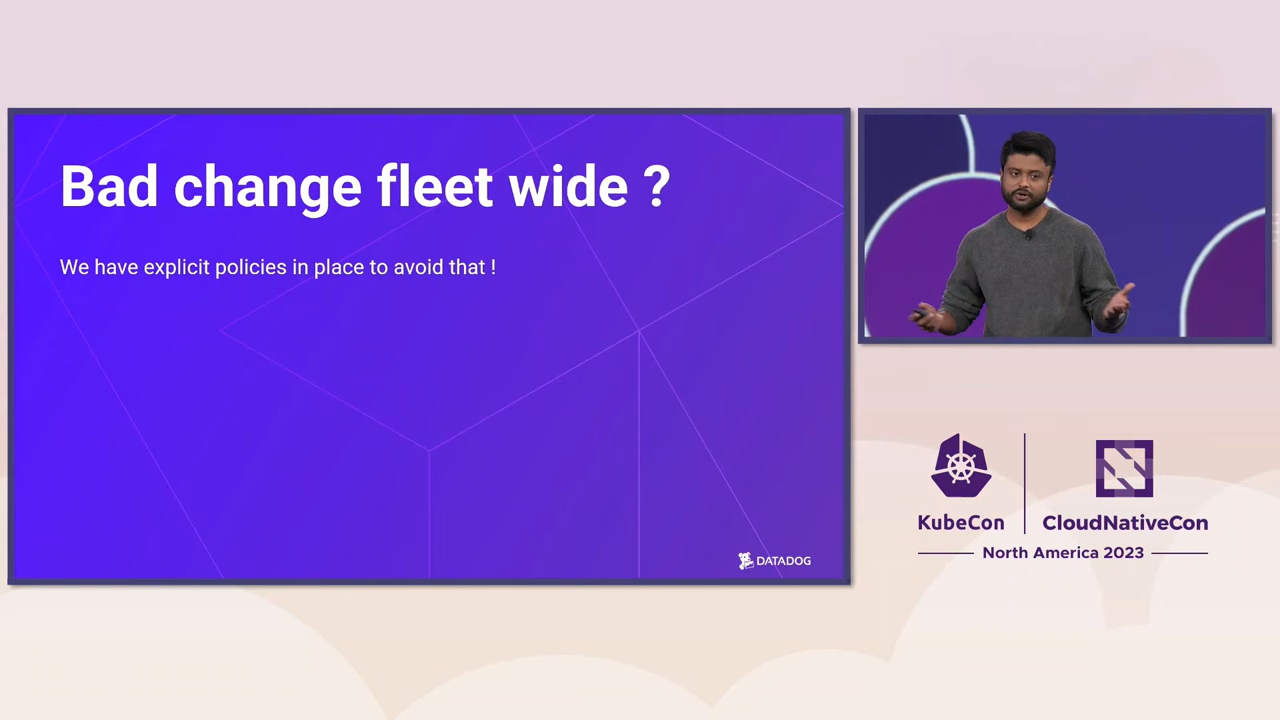 Bad change fleet wide ?
We have explicit policies in place to avoid that !
DATADOG
KubeCon
CloudNativeCon
North America 2023